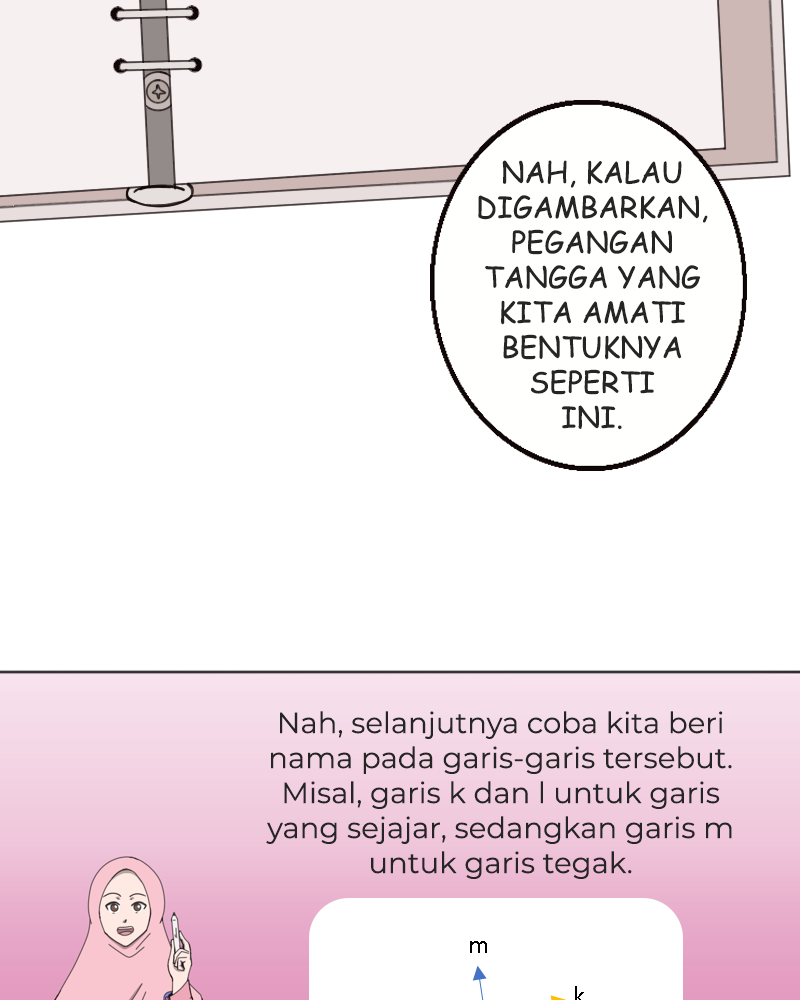 NAH, KALAU
DIGAMBARKAN,
PEGANGAN
TANGGA YANG
KITA AMATI
BENTUKNYA
SEPERTI
INI.
Nah, selanjutnya coba kita beri
nama pada garis-garis tersebut.
Misal, garis k dan l untuk garis
yang sejajar, sedangkan garis m
untuk garis tegak.
m
k